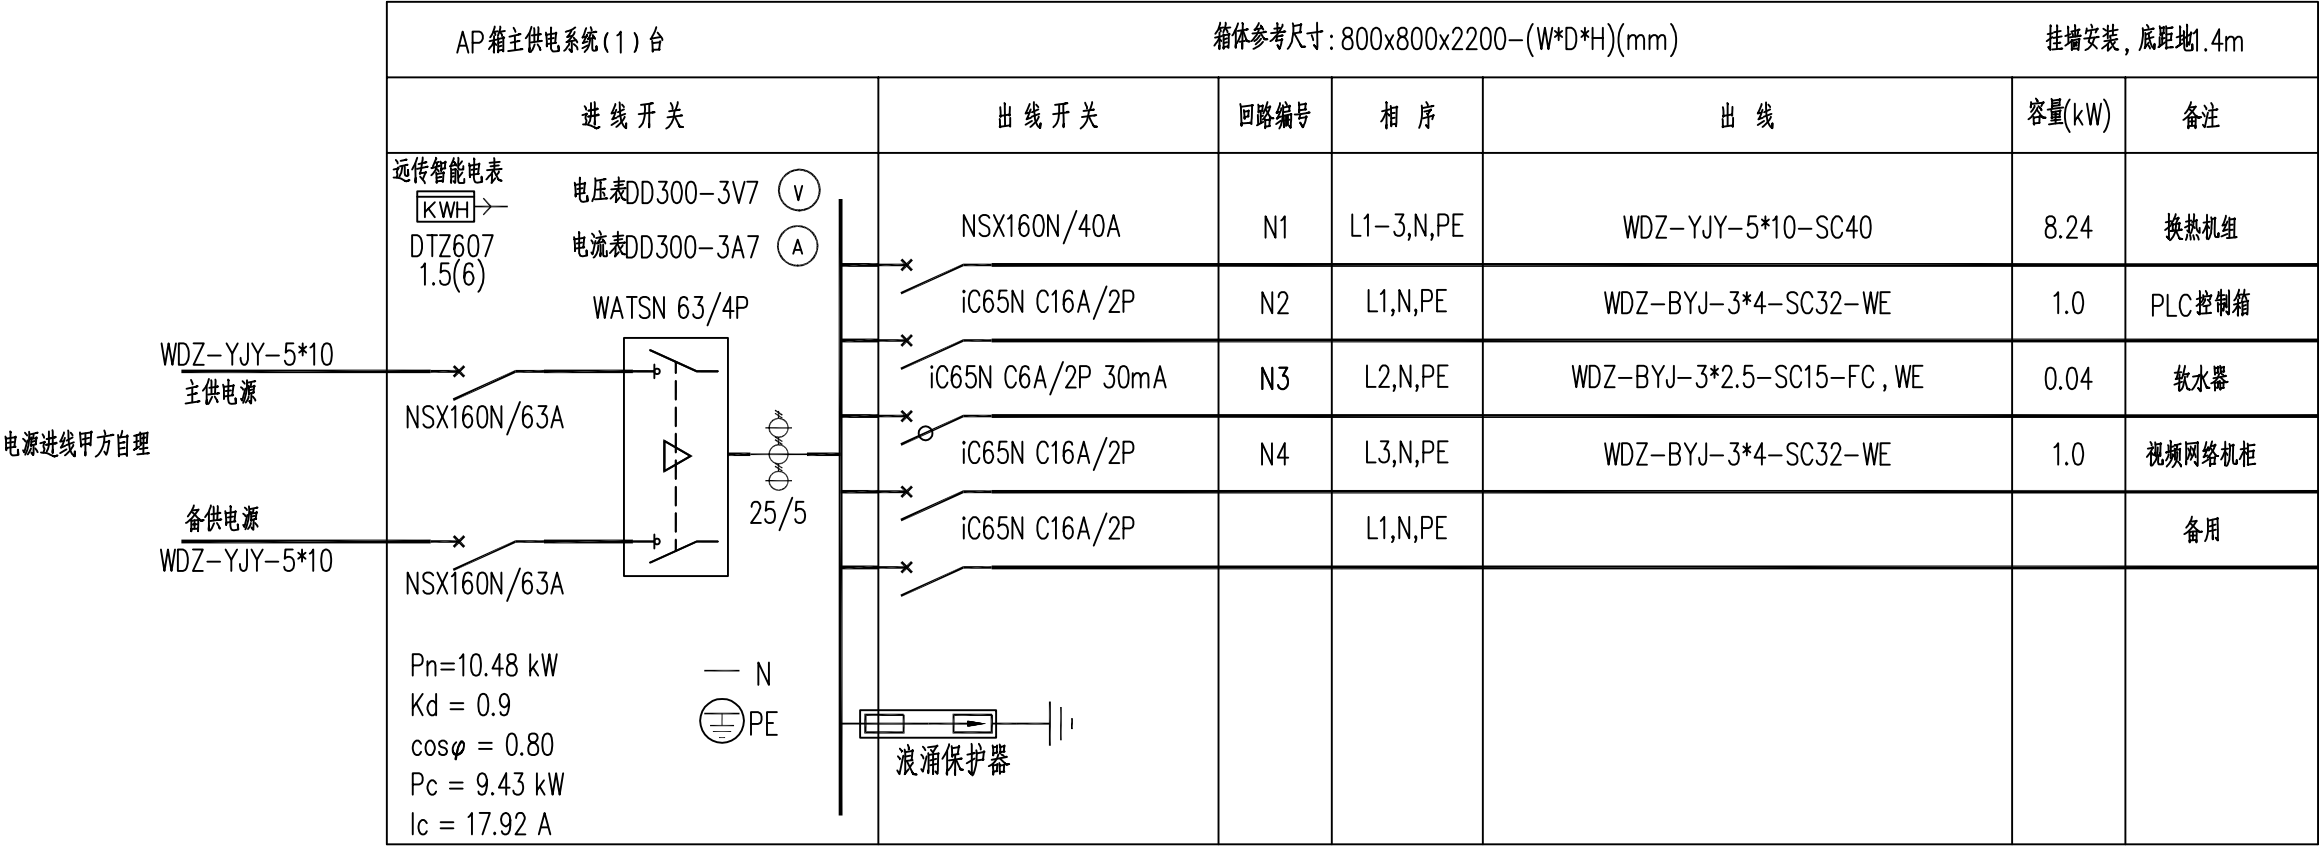 AP箱主供电系统(1)台 箱体参考尺寸:800x800x2200-(W*D*H)(mm) 挂墙安装,底距地1.4m
进线开关 出线开关 回路编号 相序 出线 容量(kW) 备注
远传智能电表
KWH
DTZ607
1.5(6)
电压表DD300-3V7 V
电流表DD300-3A7 A
WATSN 63/4P
WDZ-YJY-5*10
主供电源
NSX160N/63A
电源进线甲方自理
备供电源
WDZ-YJY-5*10
NSX160N/63A
25/5
NSX160N/40A N1 L1-3,N,PE WDZ-YJY-5*10-SC40 8.24 换热机组
iC65N C16A/2P N2 L1,N,PE WDZ-BYJ-3*4-SC32-WE 1.0 PLC控制箱
iC65N C6A/2P 30mA N3 L2,N,PE WDZ-BYJ-3*2.5-SC15-FC,WE 0.04 软水器
iC65N C16A/2P N4 L3,N,PE WDZ-BYJ-3*4-SC32-WE 1.0 视频网络机柜
iC65N C16A/2P L1,N,PE 备用
Pn=10.48 kW
Kd = 0.9
cosφ = 0.80
Pc = 9.43 kW
Ic = 17.92 A
N
PE
浪涌保护器